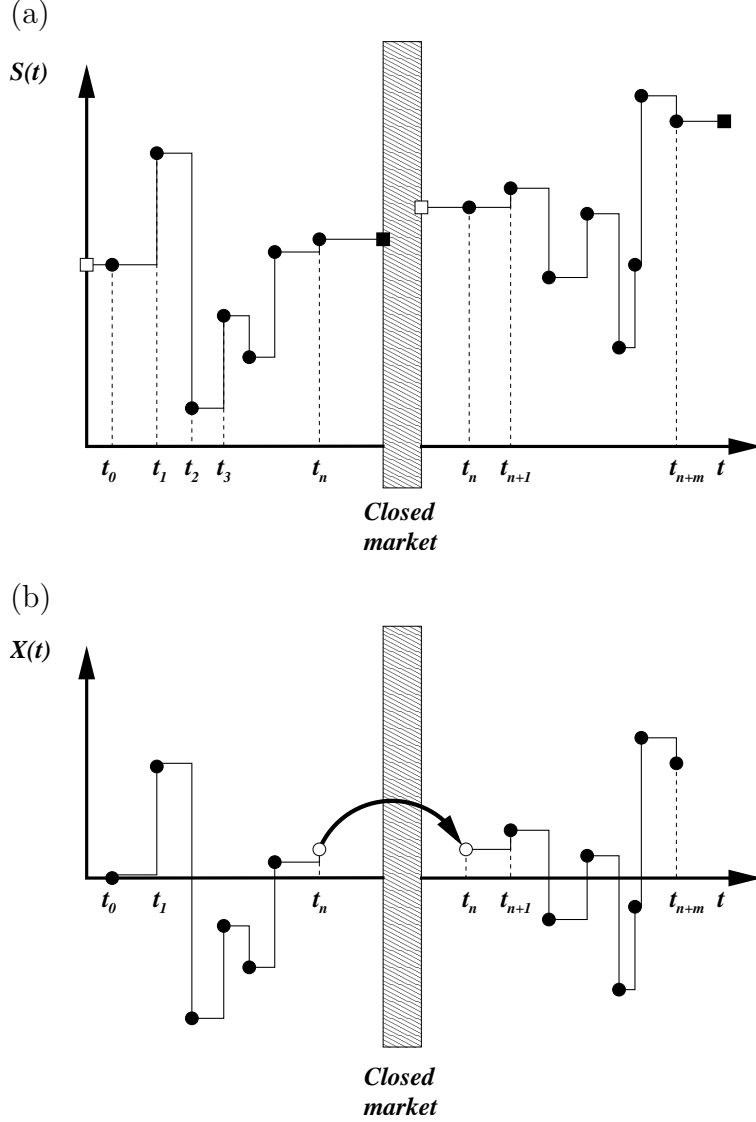 (a)
S(t)
t0 t1 t2 t3 tn tn tn+1 tn+m t
Closed
market
(b)
X(t)
t0 t1 tn tn tn+1 tn+m t
Closed
market